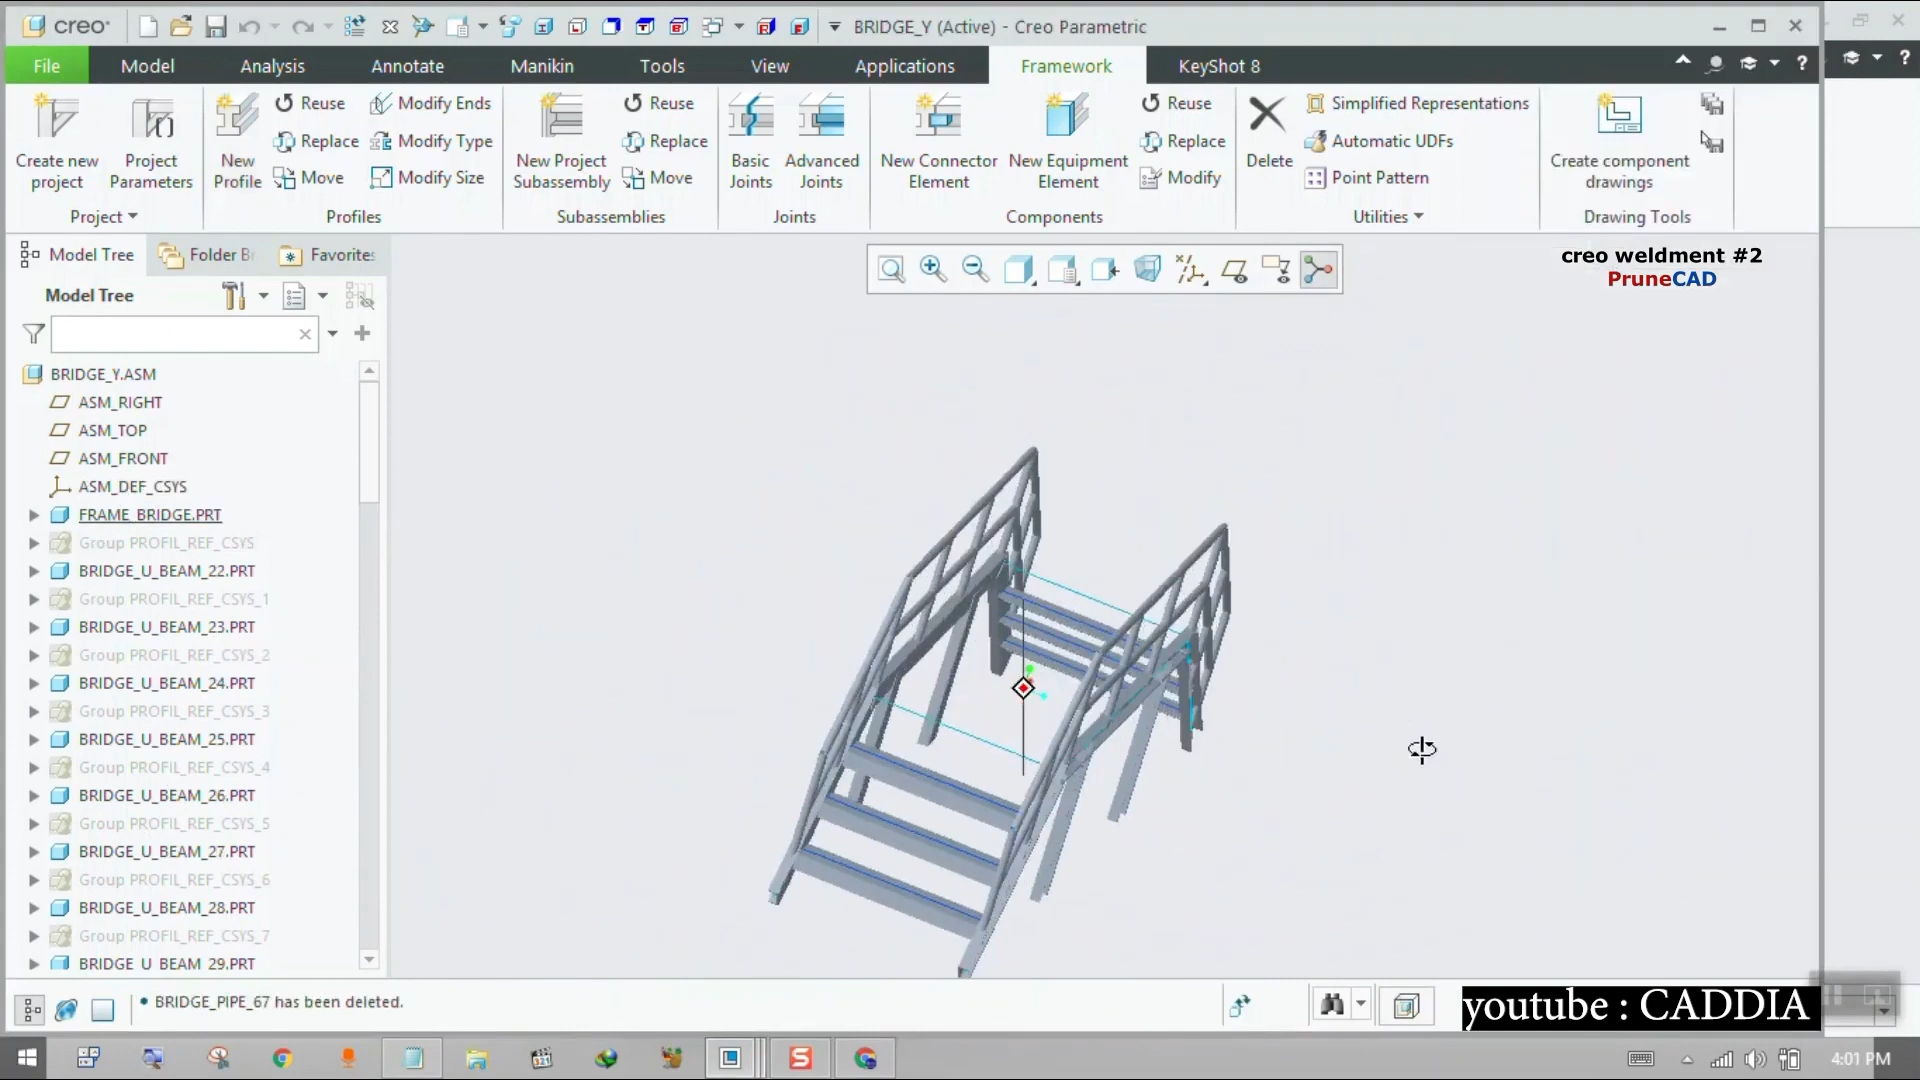 creo·
BRIDGE_Y (Active) - Creo Parametric
File
Model
Analysis
Annotate
Manikin
Tools
View
Applications
Framework
KeyShot 8
Create new project
Project Parameters
New Profile
Reuse
Replace
Move
Modify Ends
Modify Type
Modify Size
New Project Subassembly
Reuse
Replace
Move
Basic Joints
Advanced Joints
New Connector Element
New Equipment Element
Reuse
Replace
Modify
Delete
Simplified Representations
Automatic UDFs
Point Pattern
Create component drawings
Project
Profiles
Subassemblies
Joints
Components
Utilities
Drawing Tools
Model Tree
Folder B
Favorites
creo weldment #2
PruneCAD
Model Tree
BRIDGE_Y.ASM
ASM_RIGHT
ASM_TOP
ASM_FRONT
ASM_DEF_CSYS
FRAME_BRIDGE.PRT
Group PROFIL_REF_CSYS
BRIDGE_U_BEAM_22.PRT
Group PROFIL_REF_CSYS_1
BRIDGE_U_BEAM_23.PRT
Group PROFIL_REF_CSYS_2
BRIDGE_U_BEAM_24.PRT
Group PROFIL_REF_CSYS_3
BRIDGE_U_BEAM_25.PRT
Group PROFIL_REF_CSYS_4
BRIDGE_U_BEAM_26.PRT
Group PROFIL_REF_CSYS_5
BRIDGE_U_BEAM_27.PRT
Group PROFIL_REF_CSYS_6
BRIDGE_U_BEAM_28.PRT
Group PROFIL_REF_CSYS_7
BRIDGE_U_BEAM_29.PRT
• BRIDGE_PIPE_67 has been deleted.
youtube : CADDIA
4:01 PM